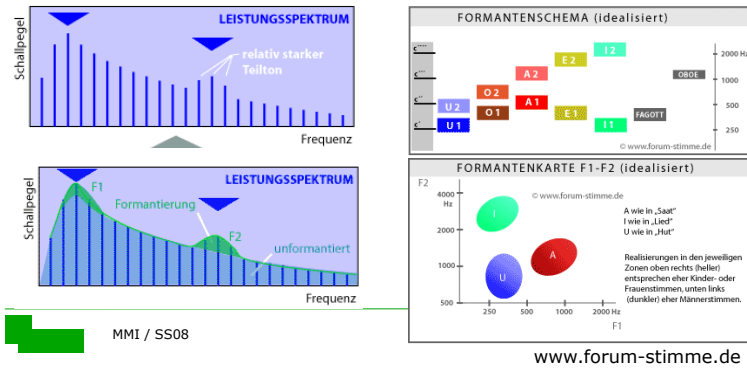 LEISTUNGSSPEKTRUM
Schallpegel
relativ starker
Teilton
Frequenz
LEISTUNGSSPEKTRUM
Schallpegel
F1
Formantierung
F2
unformantiert
Frequenz
MMI / SS08
FORMANTENSCHEMA (idealisiert)
c´´´´
c´´´
c´´
c´
I 2
E 2
A 2
O 2
U 2
A 1
O 1
E 1
U 1
I 1
FAGOTT
OBOE
2000 Hz
1000
500
250
© www.forum-stimme.de
FORMANTENKARTE F1-F2 (idealisiert)
F2
4000
Hz
2000
1000
500
© www.forum-stimme.de
I
A
U
250
500
1000
2000 Hz
F1
A wie in „Saat"
I wie in „Lied"
U wie in „Hut"
Realisierungen in den jeweiligen
Zonen oben rechts (heller)
entsprechen eher Kinder- oder
Frauenstimmen, unten links
(dunkler) eher Männerstimmen.
www.forum-stimme.de